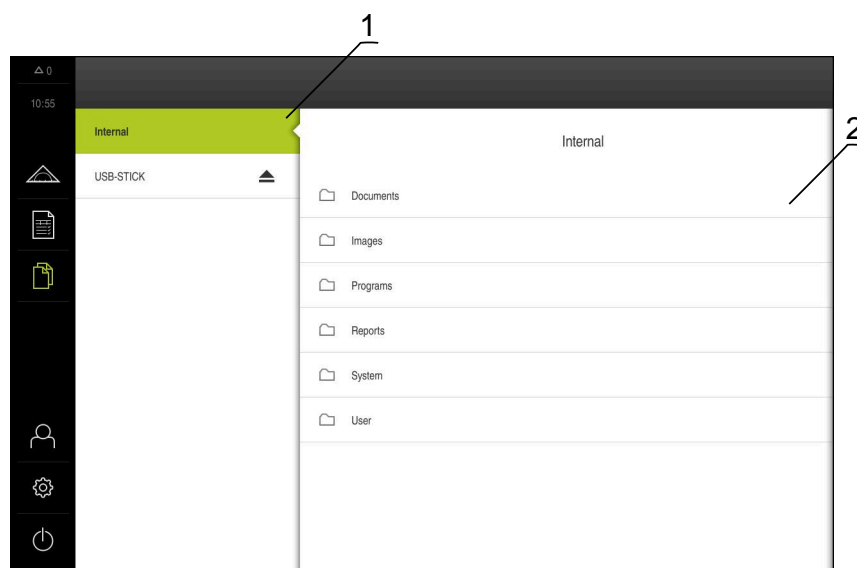 1
△ 0
10:55
Internal
Internal
2
USB-STICK
Documents
Images
Programs
Reports
System
User